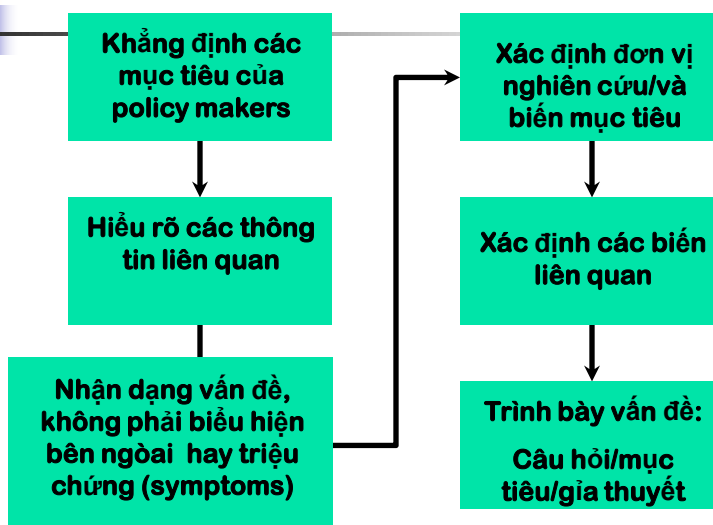 Khẳng định các
mục tiêu của
policy makers
Hiểu rõ các thông
tin liên quan
Nhận dạng vấn đề,
không phải biểu hiện
bên ngòai hay triệu
chứng (symptoms)
Xác định đơn vị
nghiên cứu/và
biến mục tiêu
Xác định các biến
liên quan
Trình bày vấn đề:
Câu hỏi/mục
tiêu/gỉa thuyết